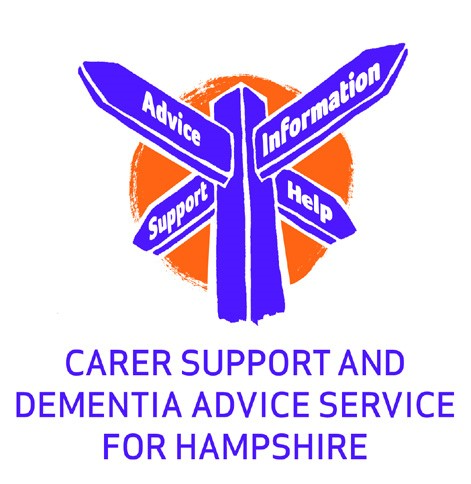 Advice
Information
Support
Help
CARER SUPPORT AND
DEMENTIA ADVICE SERVICE
FOR HAMPSHIRE